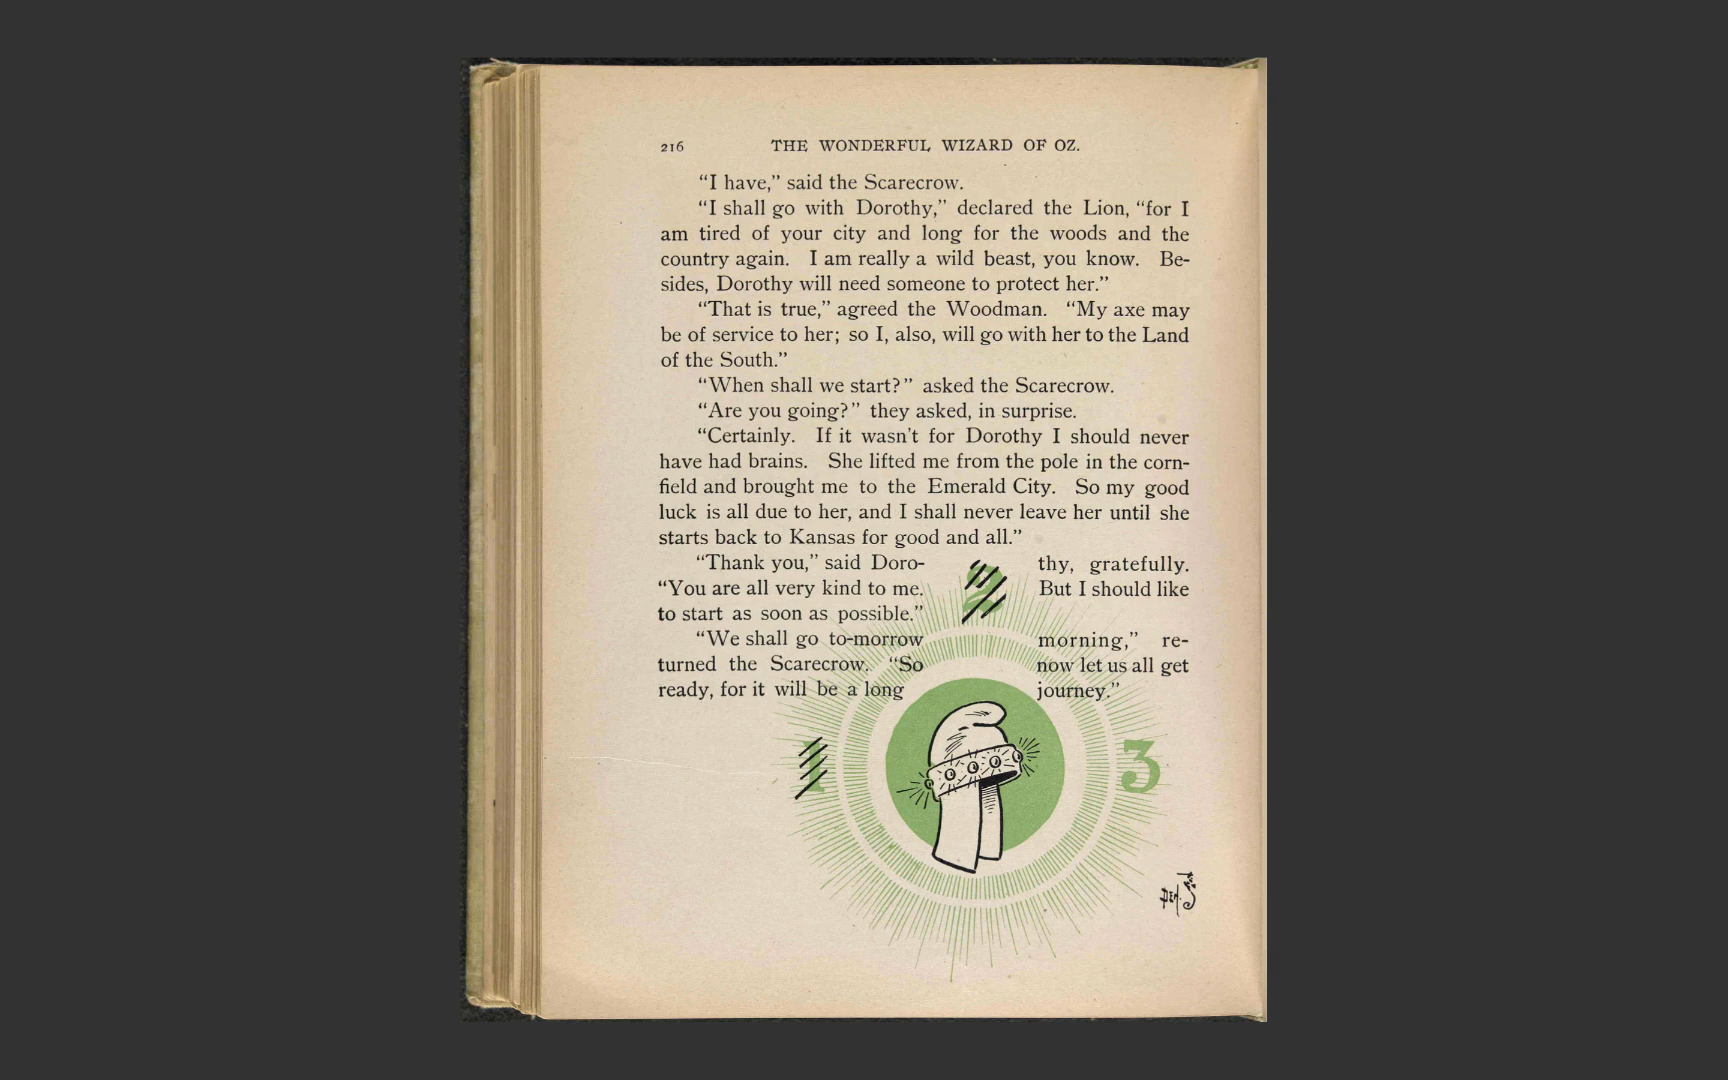 216 THE WONDERFUL WIZARD OF OZ.
“I have,” said the Scarecrow.
“I shall go with Dorothy,” declared the Lion, “for I
am tired of your city and long for the woods and the
country again. I am really a wild beast, you know. Be-
sides, Dorothy will need someone to protect her.”
“That is true,” agreed the Woodman. “My axe may
be of service to her; so I, also, will go with her to the Land
of the South.”
“When shall we start?” asked the Scarecrow.
“Are you going?” they asked, in surprise.
“Certainly. If it wasn’t for Dorothy I should never
have had brains. She lifted me from the pole in the corn-
field and brought me to the Emerald City. So my good
luck is all due to her, and I shall never leave her until she
starts back to Kansas for good and all.”
“Thank you,” said Doro- thy, gratefully.
“You are all very kind to me. But I should like
to start as soon as possible.”
“We shall go to-morrow morning,” re-
turned the Scarecrow. “So now let us all get
ready, for it will be a long journey.”
2
1 3